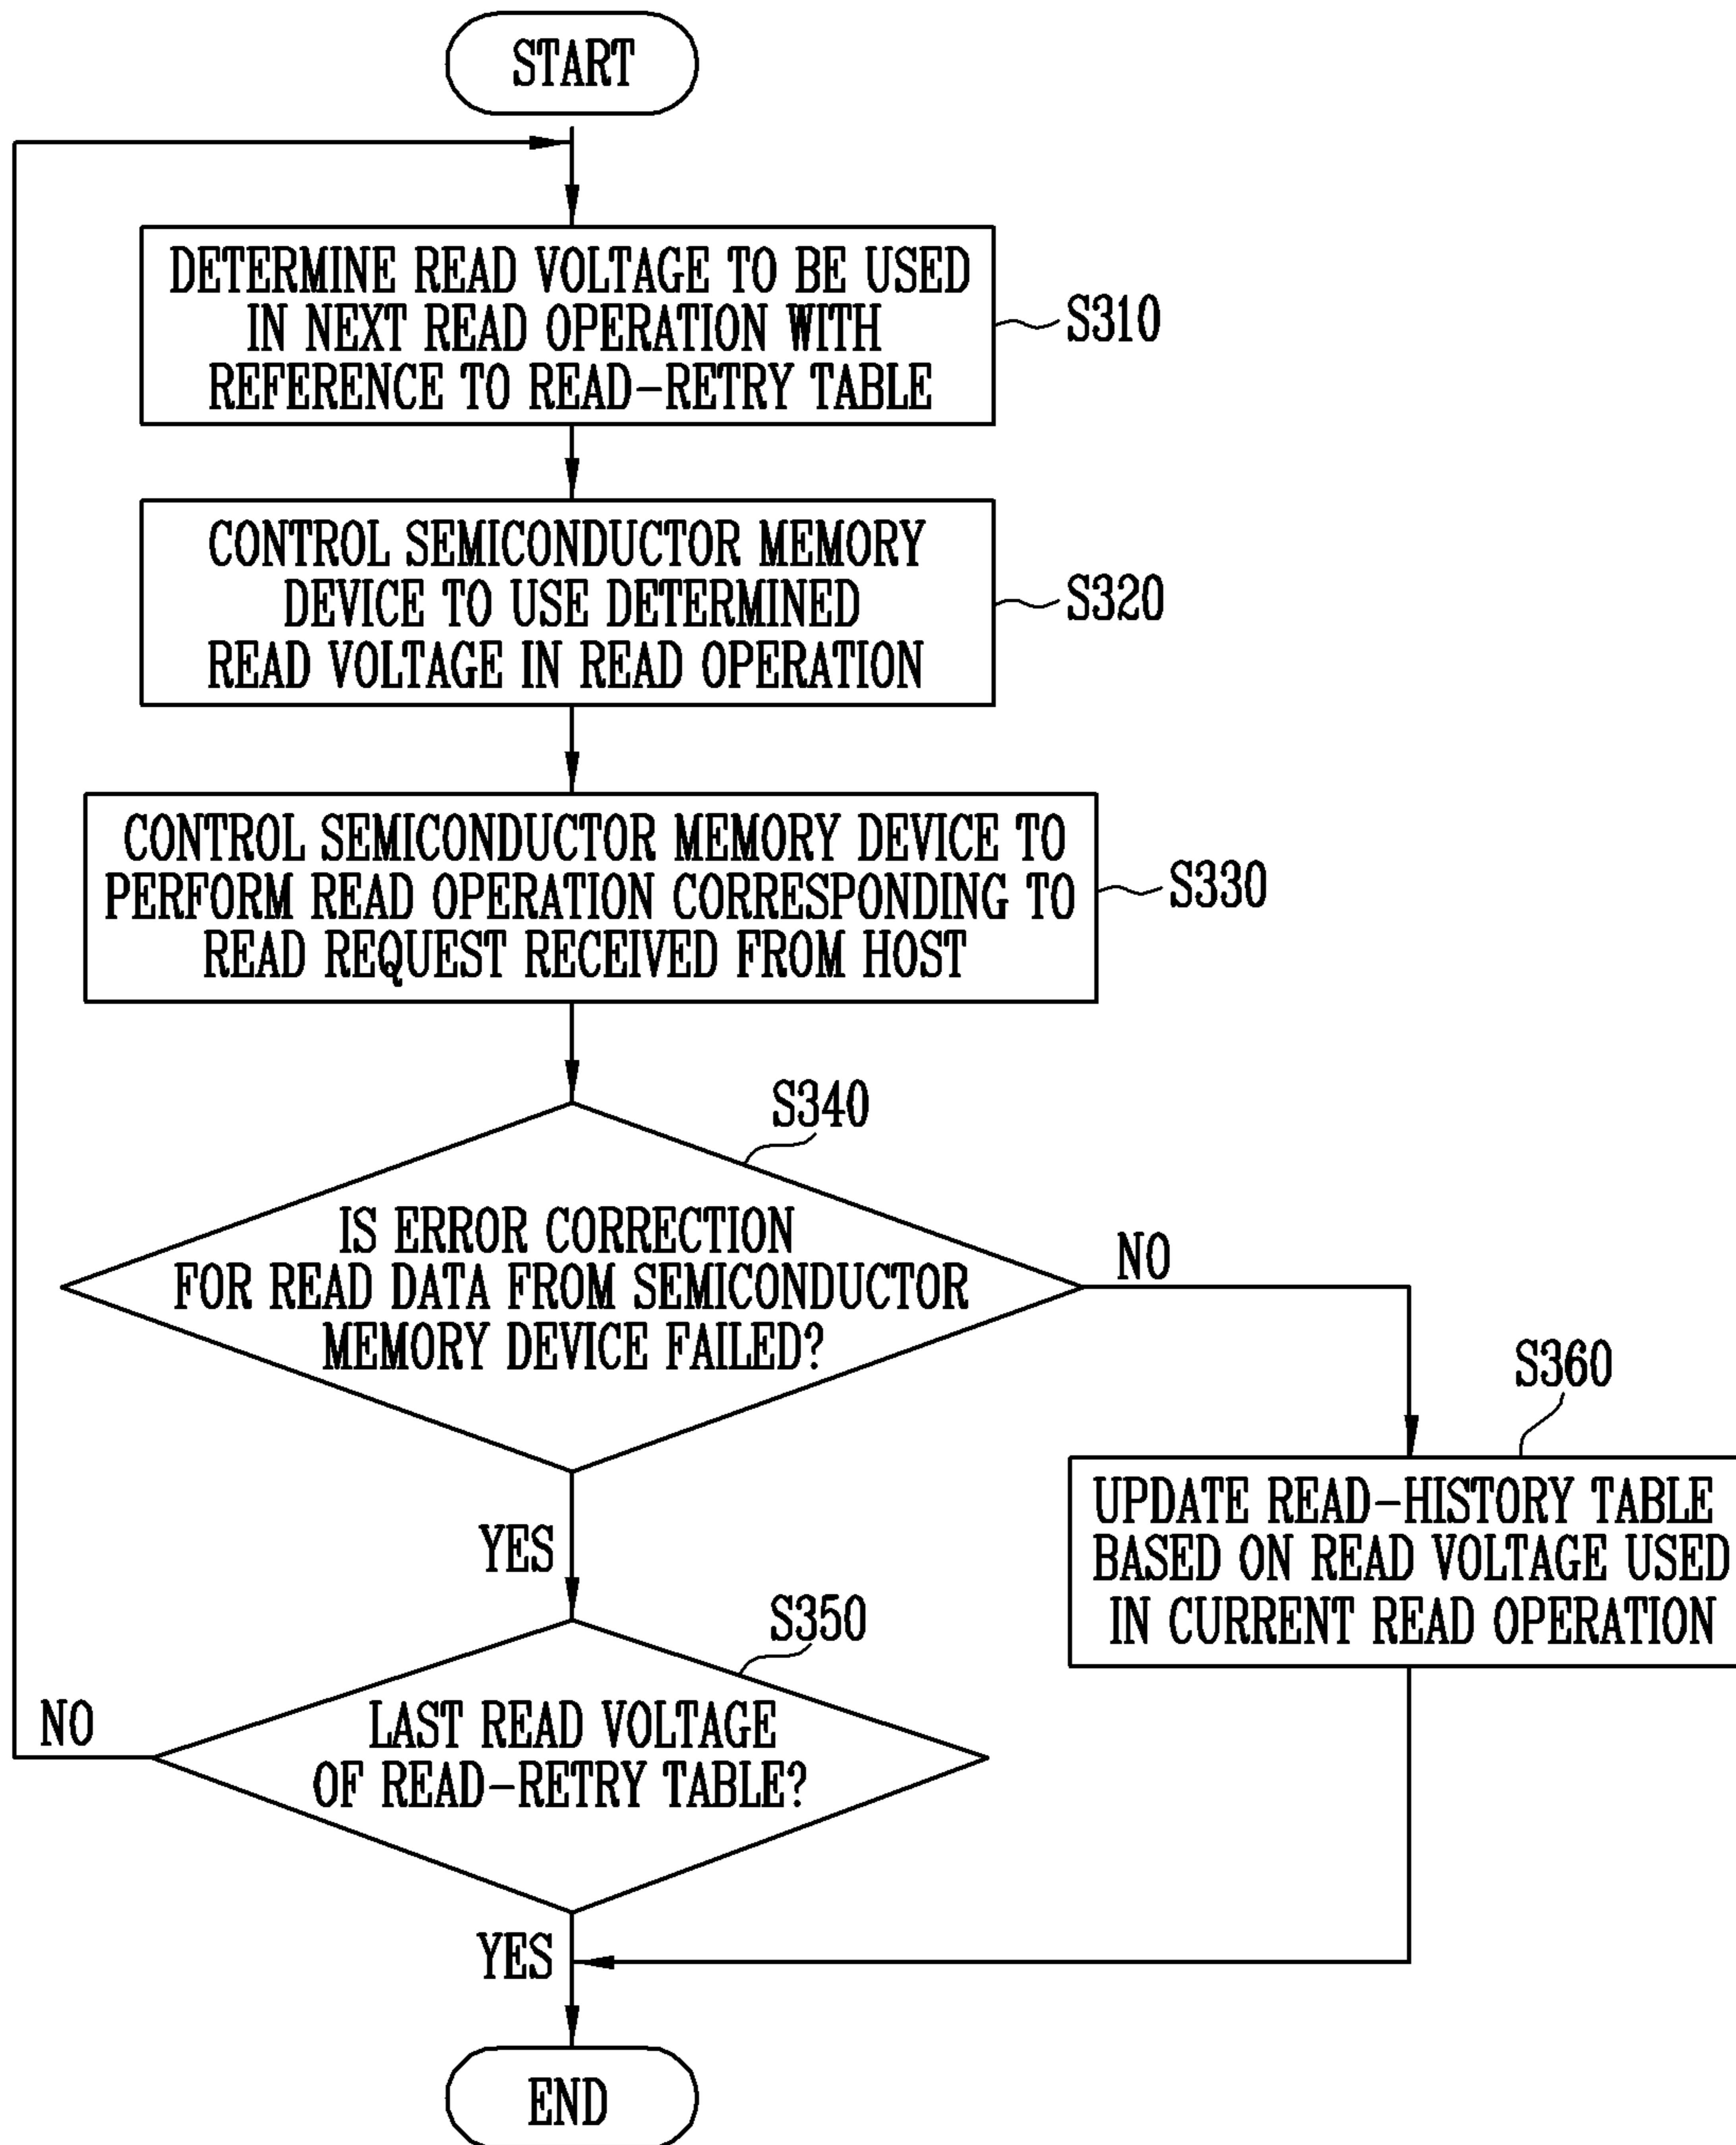 START
DETERMINE READ VOLTAGE TO BE USED
IN NEXT READ OPERATION WITH
REFERENCE TO READ-RETRY TABLE
S310
CONTROL SEMICONDUCTOR MEMORY
DEVICE TO USE DETERMINED
READ VOLTAGE IN READ OPERATION
S320
CONTROL SEMICONDUCTOR MEMORY DEVICE TO
PERFORM READ OPERATION CORRESPONDING TO
READ REQUEST RECEIVED FROM HOST
S330
S340
IS ERROR CORRECTION
FOR READ DATA FROM SEMICONDUCTOR
MEMORY DEVICE FAILED?
NO
YES
S360
UPDATE READ-HISTORY TABLE
BASED ON READ VOLTAGE USED
IN CURRENT READ OPERATION
S350
LAST READ VOLTAGE
OF READ-RETRY TABLE?
NO
YES
END